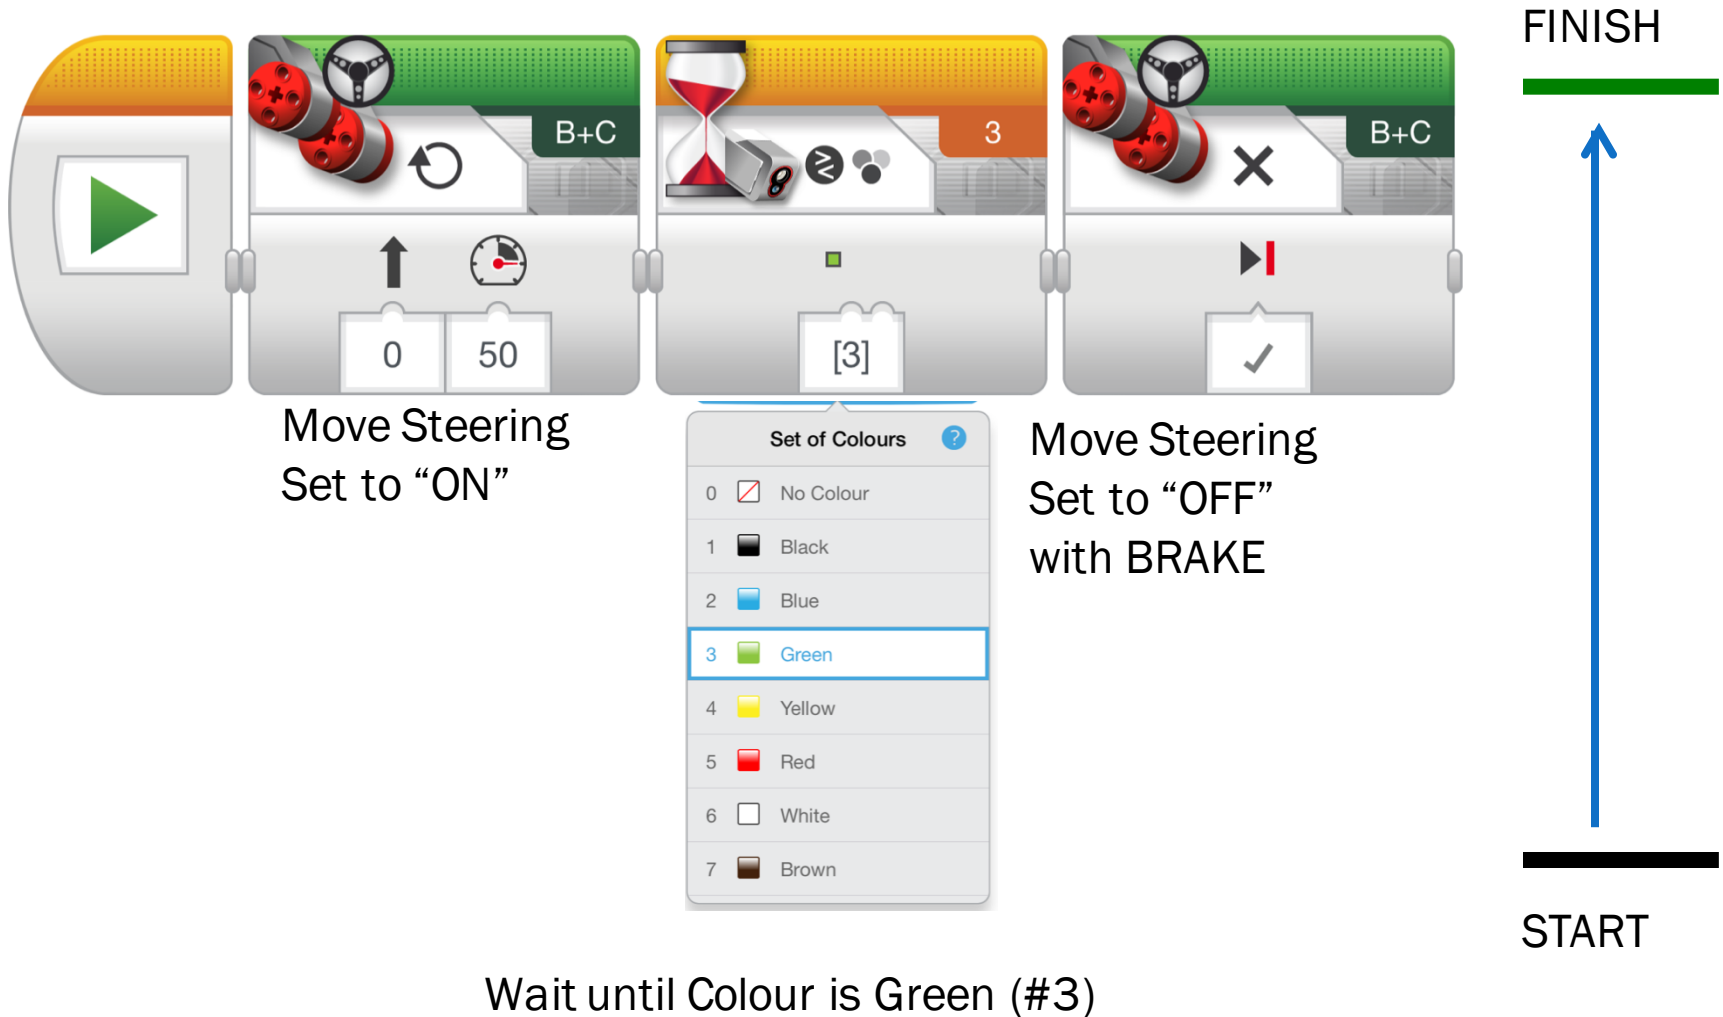 FINISH
B+C
3
B+C
0
50
[3]
Move Steering
Set to “ON”
Set of Colours
?
0 No Colour
1 Black
2 Blue
3 Green
4 Yellow
5 Red
6 White
7 Brown
Move Steering
Set to “OFF”
with BRAKE
START
Wait until Colour is Green (#3)